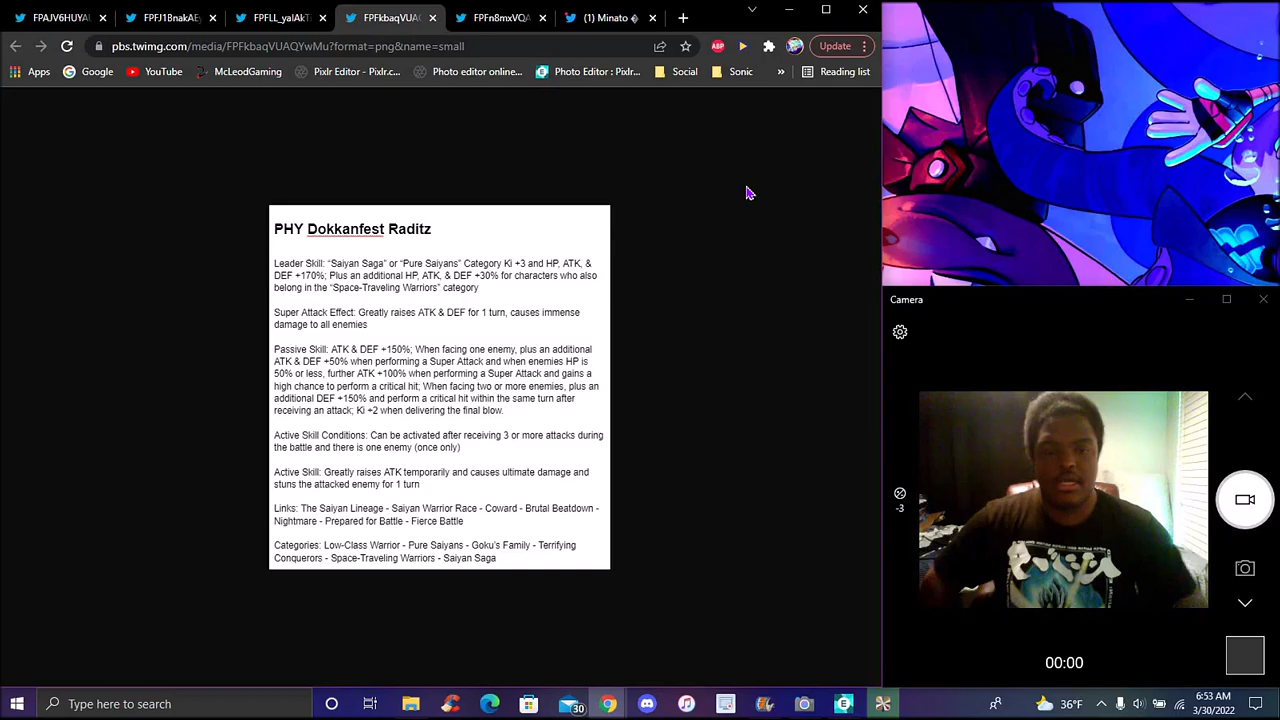 FPAJV6HUYAU
FPFJ1BnakAEy
FPFLL_yaIAkTJ
FPFkbaqVUAC
FPFn8mxVQA
(1) Minato
pbs.twimg.com/media/FPFkbaqVUAQYwMu?format=png&name=small
ABP
Update
Apps
Google
YouTube
McLeodGaming
Pixlr Editor - Pixlr.c...
Photo editor online...
Photo Editor : Pixlr...
Social
Sonic
»
Reading list
PHY Dokkanfest Raditz
Leader Skill: “Saiyan Saga” or “Pure Saiyans” Category Ki +3 and HP, ATK, &
DEF +170%; Plus an additional HP, ATK, & DEF +30% for characters who also
belong in the “Space-Traveling Warriors” category
Super Attack Effect: Greatly raises ATK & DEF for 1 turn, causes immense
damage to all enemies
Passive Skill: ATK & DEF +150%; When facing one enemy, plus an additional
ATK & DEF +50% when performing a Super Attack and when enemies HP is
50% or less, further ATK +100% when performing a Super Attack and gains a
high chance to perform a critical hit; When facing two or more enemies, plus an
additional DEF +150% and perform a critical hit within the same turn after
receiving an attack; Ki +2 when delivering the final blow.
Active Skill Conditions: Can be activated after receiving 3 or more attacks during
the battle and there is one enemy (once only)
Active Skill: Greatly raises ATK temporarily and causes ultimate damage and
stuns the attacked enemy for 1 turn
Links: The Saiyan Lineage - Saiyan Warrior Race - Coward - Brutal Beatdown -
Nightmare - Prepared for Battle - Fierce Battle
Categories: Low-Class Warrior - Pure Saiyans - Goku's Family - Terrifying
Conquerors - Space-Traveling Warriors - Saiyan Saga
Camera
-3
00:00
Type here to search
30
36°F
6:53 AM
3/30/2022